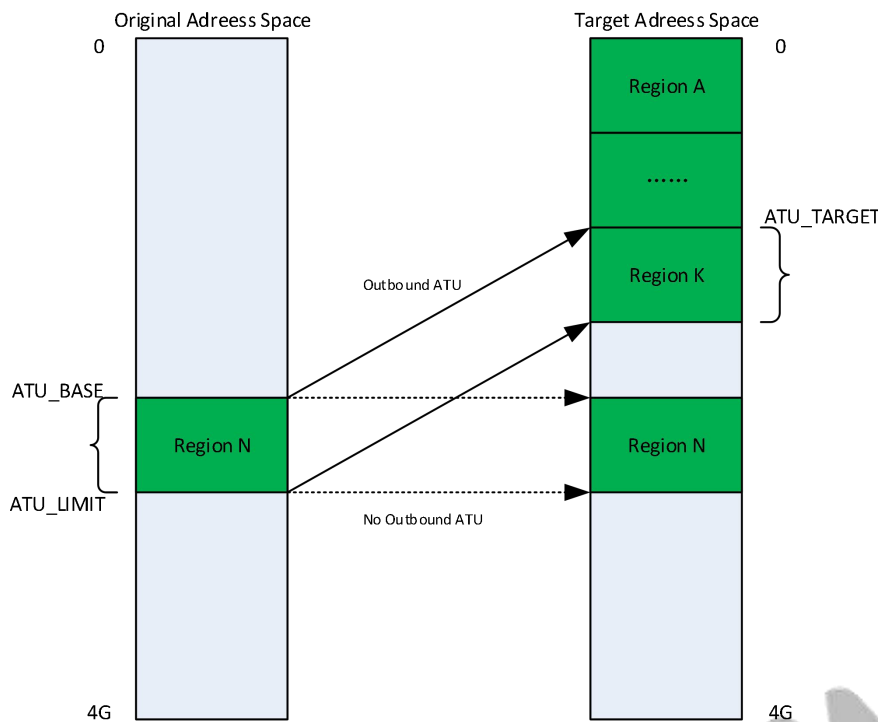 Original Adreess Space
Target Adreess Space
0
0
Region A
......
ATU_TARGET
Region K
Outbound ATU
ATU_BASE
Region N
Region N
ATU_LIMIT
No Outbound ATU
4G
4G